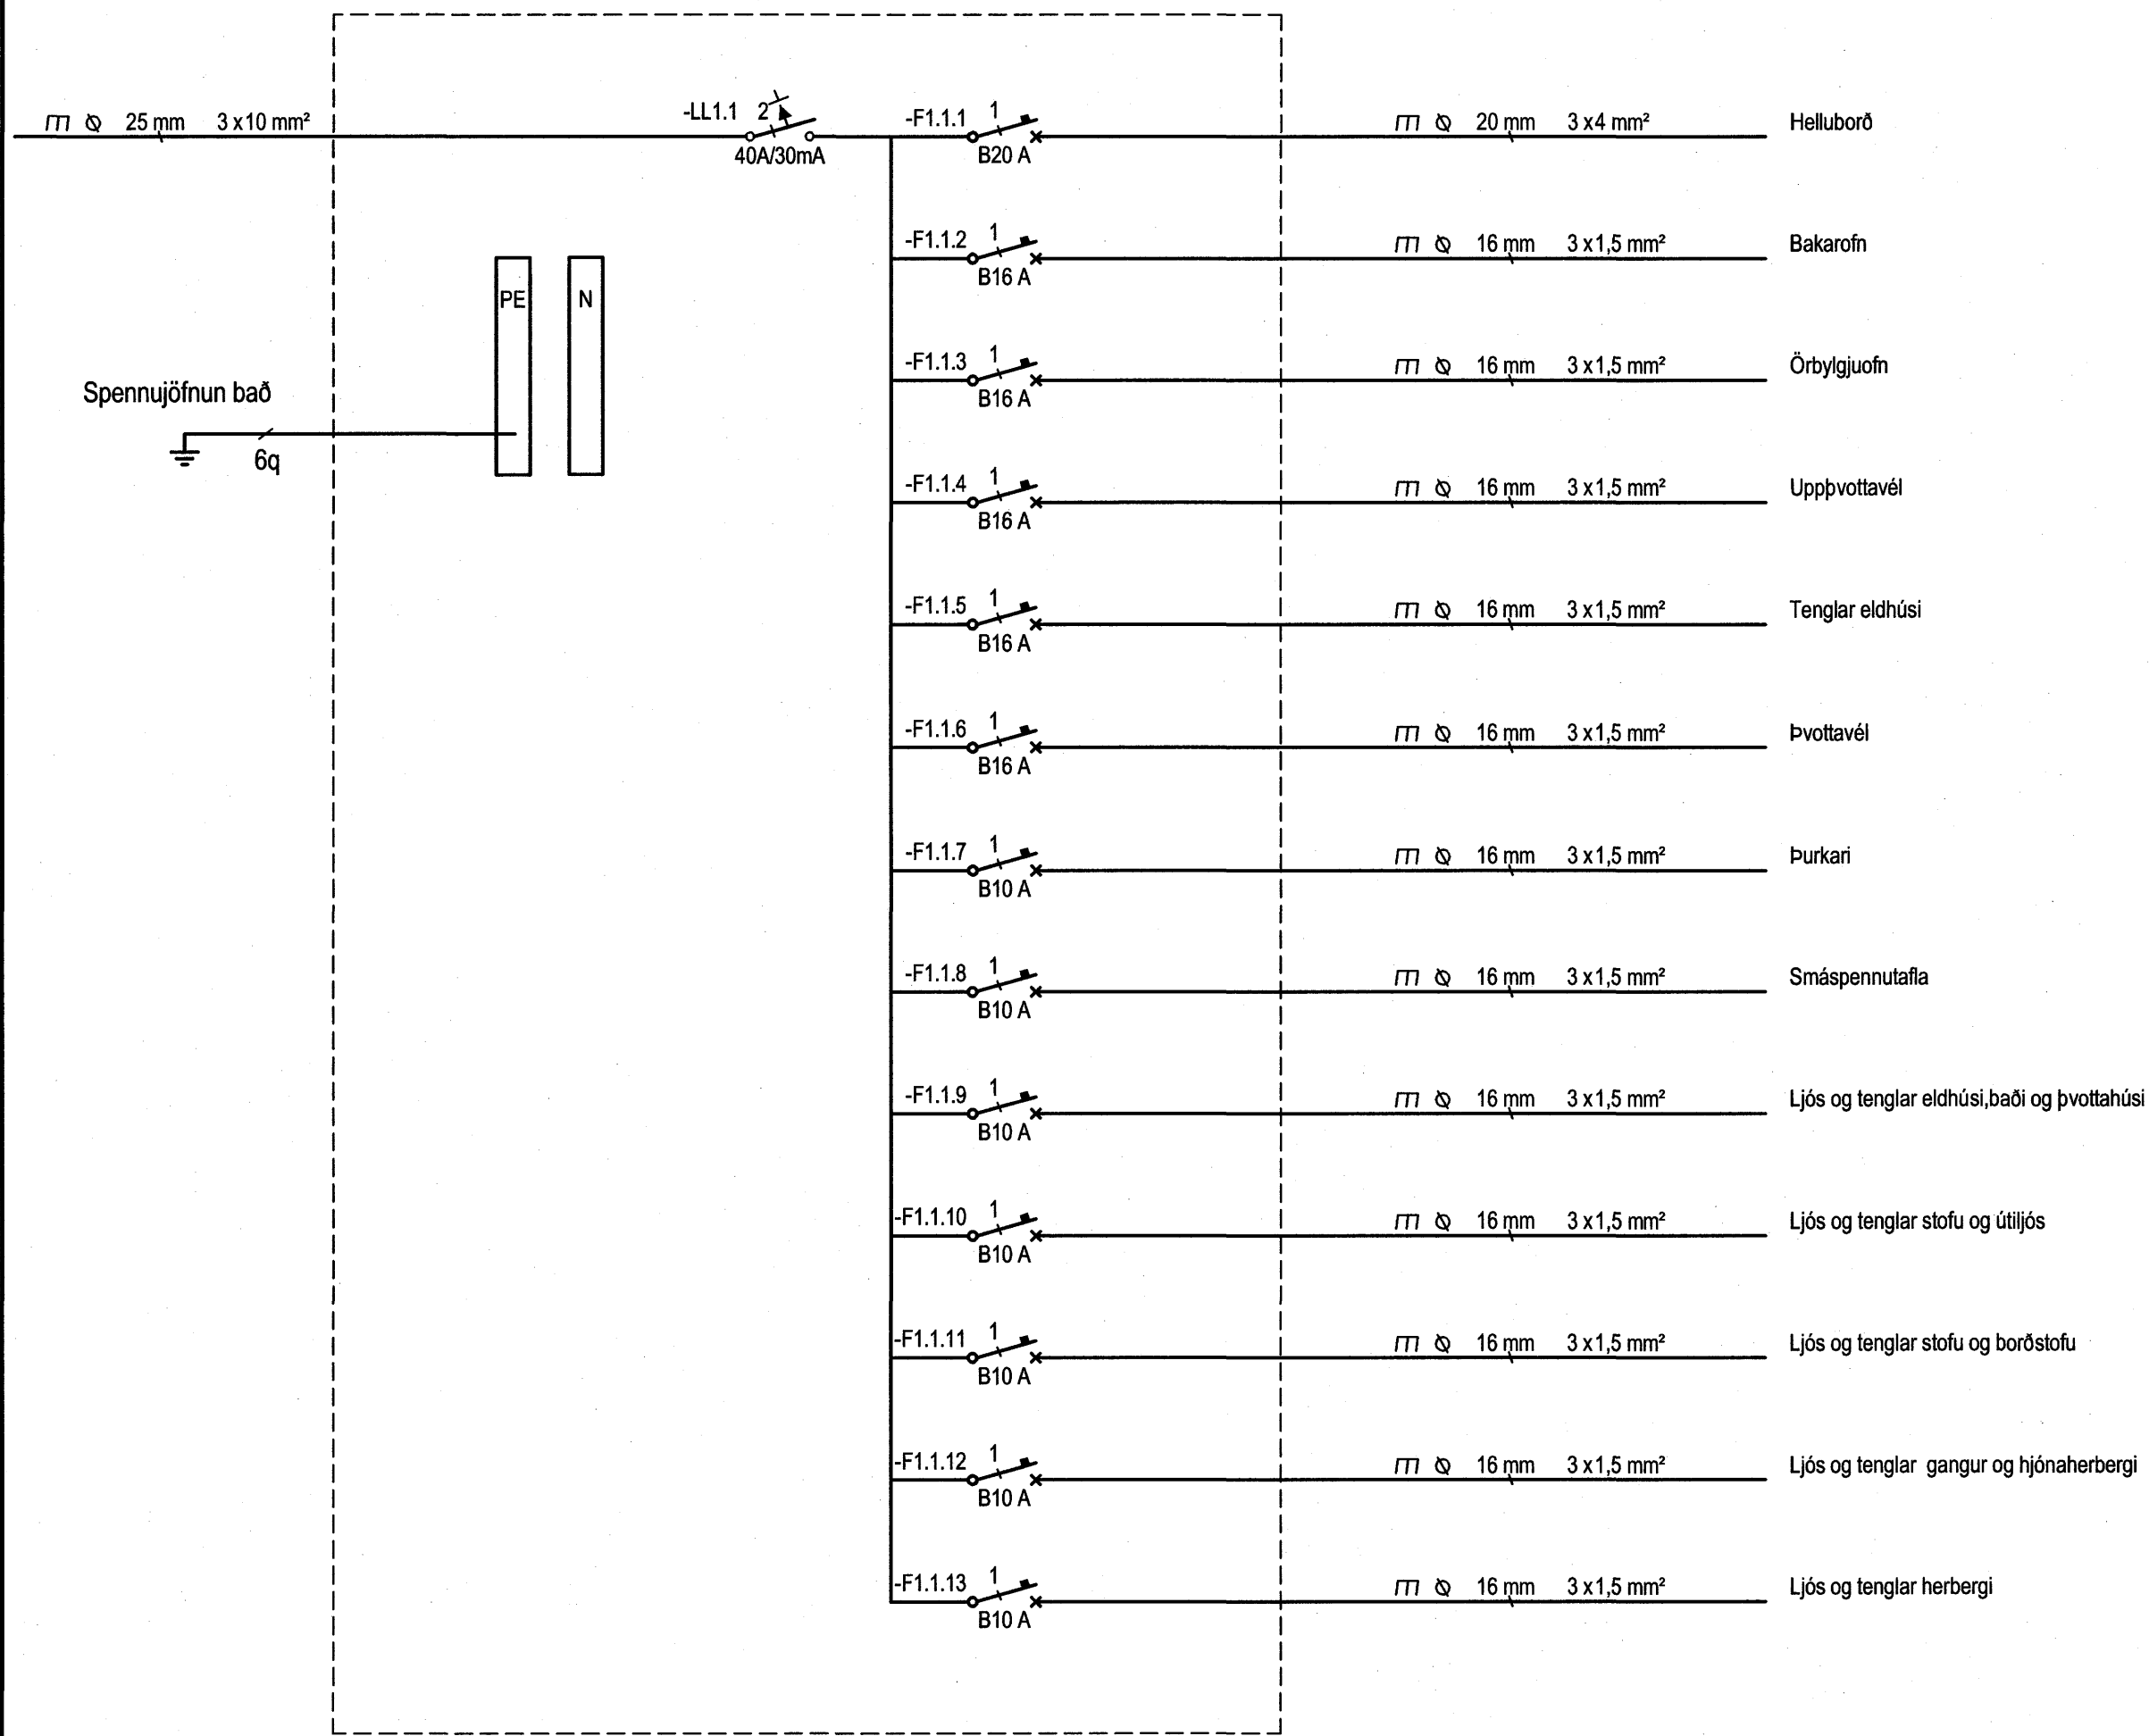 25 mm 3 x 10 mm²
-LL1.1 2
40A/30mA
-F1.1.1 1
B20 A
20 mm 3 x 4 mm² Helluborð
-F1.1.2 1
B16 A
16 mm 3 x 1,5 mm² Bakarofn
PE N
-F1.1.3 1
B16 A
16 mm 3 x 1,5 mm² Örbylgjuofn
Spennujöfnun bað
6q
-F1.1.4 1
B16 A
16 mm 3 x 1,5 mm² Uppþvottavél
-F1.1.5 1
B16 A
16 mm 3 x 1,5 mm² Tenglar eldhúsi
-F1.1.6 1
B16 A
16 mm 3 x 1,5 mm² Þvottavél
-F1.1.7 1
B10 A
16 mm 3 x 1,5 mm² Þurkari
-F1.1.8 1
B10 A
16 mm 3 x 1,5 mm² Smáspennutafla
-F1.1.9 1
B10 A
16 mm 3 x 1,5 mm² Ljós og tenglar eldhúsi,baði og þvottahúsi
-F1.1.10 1
B10 A
16 mm 3 x 1,5 mm² Ljós og tenglar stofu og útiljós
-F1.1.11 1
B10 A
16 mm 3 x 1,5 mm² Ljós og tenglar stofu og borðstofu
-F1.1.12 1
B10 A
16 mm 3 x 1,5 mm² Ljós og tenglar gangur og hjónaherbergi
-F1.1.13 1
B10 A
16 mm 3 x 1,5 mm² Ljós og tenglar herbergi